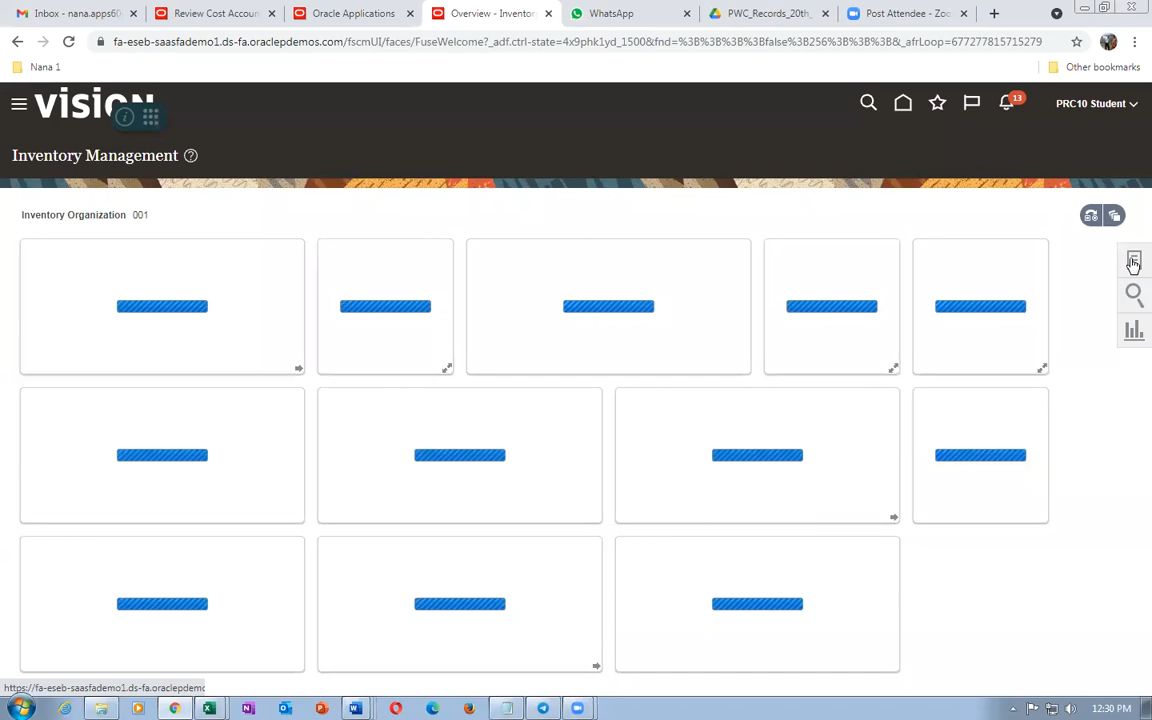 Inbox - nana.apps60
Review Cost Accoun
Oracle Applications
Overview - Inventor
WhatsApp
PWC_Records_20th_
Post Attendee - Zoo
fa-eseb-saasfademo1.ds-fa.oraclepdemos.com/fscmUI/faces/FuseWelcome?_adf.ctrl-state=4x9phk1yd_1500&fnd=%3B%3B%3B%3Bfalse%3B256%3B%3B%3B&_afrLoop=677277815715279
Nana 1
Other bookmarks
vision
13
PRC10 Student
Inventory Management
Inventory Organization 001
https://fa-eseb-saasfademo1.ds-fa.oraclepdemo
12:30 PM